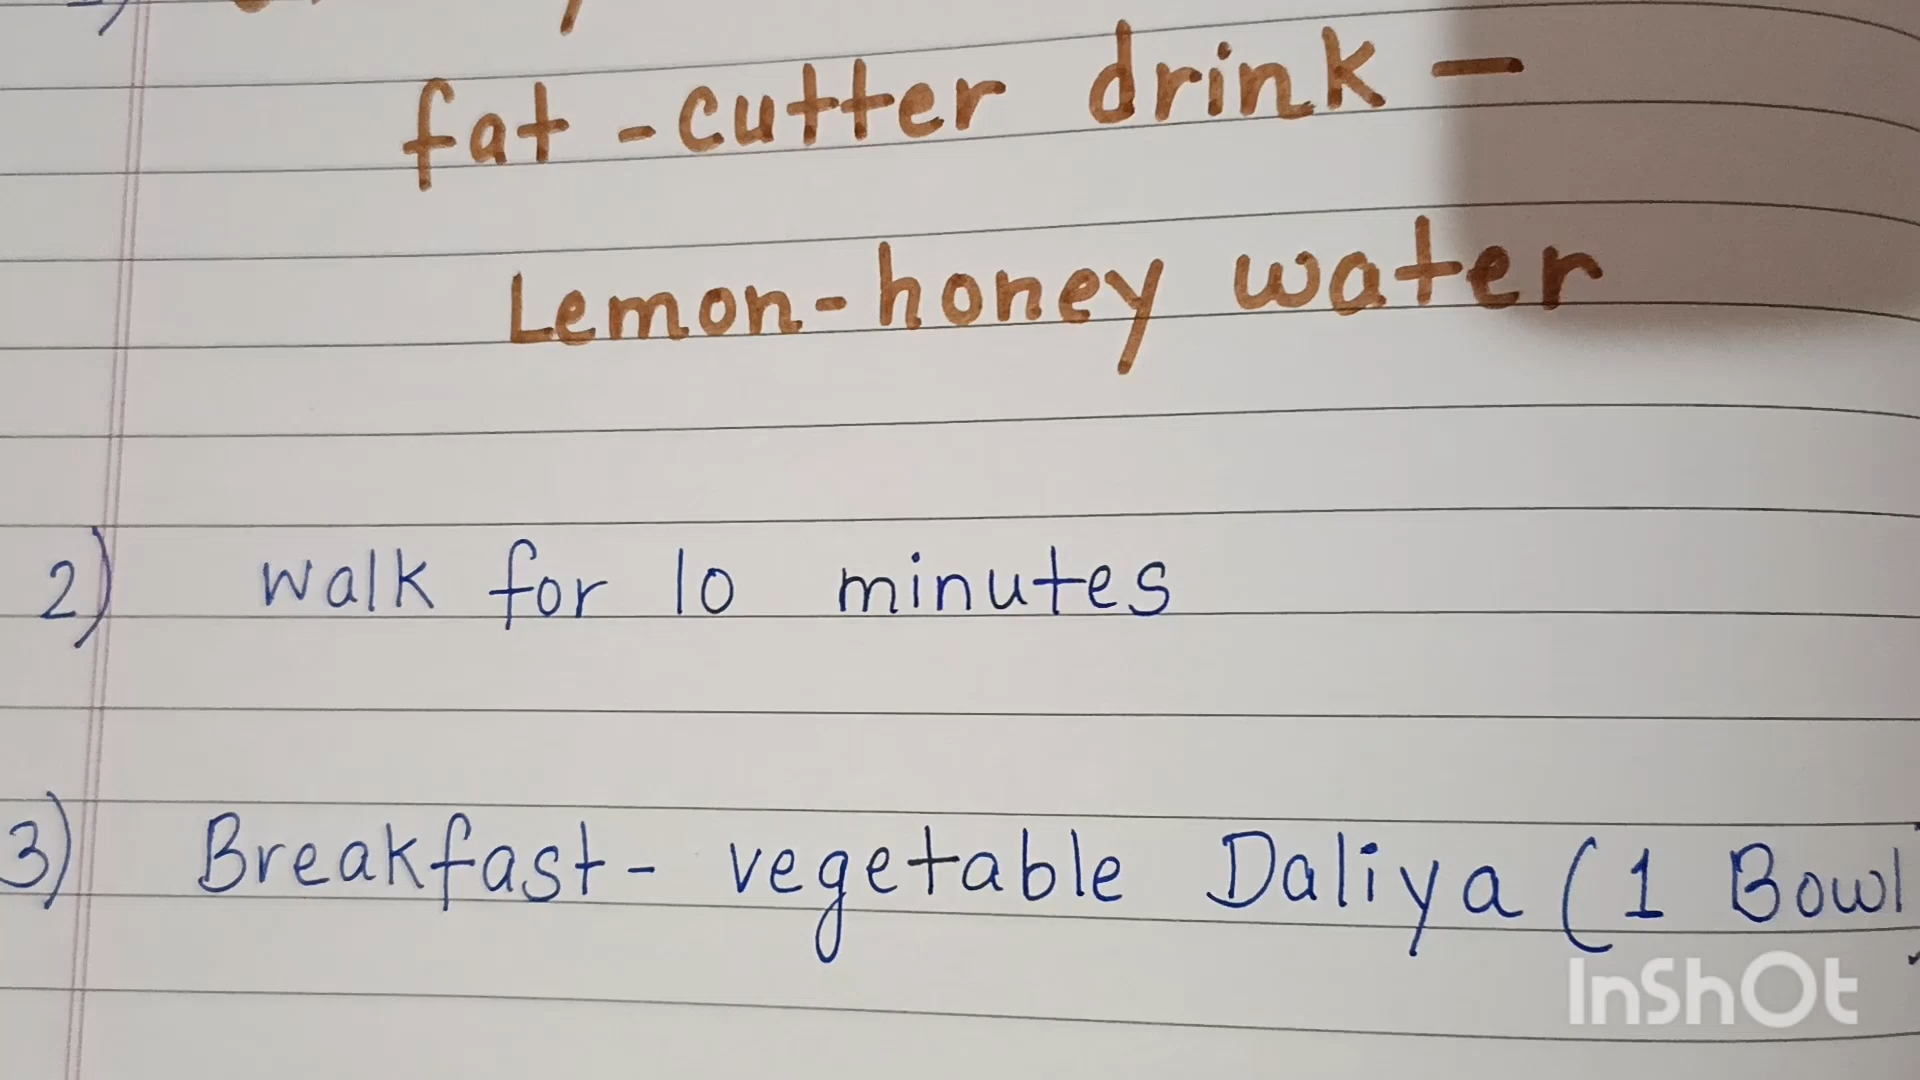 fat-cutter drink -
Lemon-honey water
2) walk for 10 minutes
3) Breakfast - vegetable Daliya (1 Bowl)
InShOt